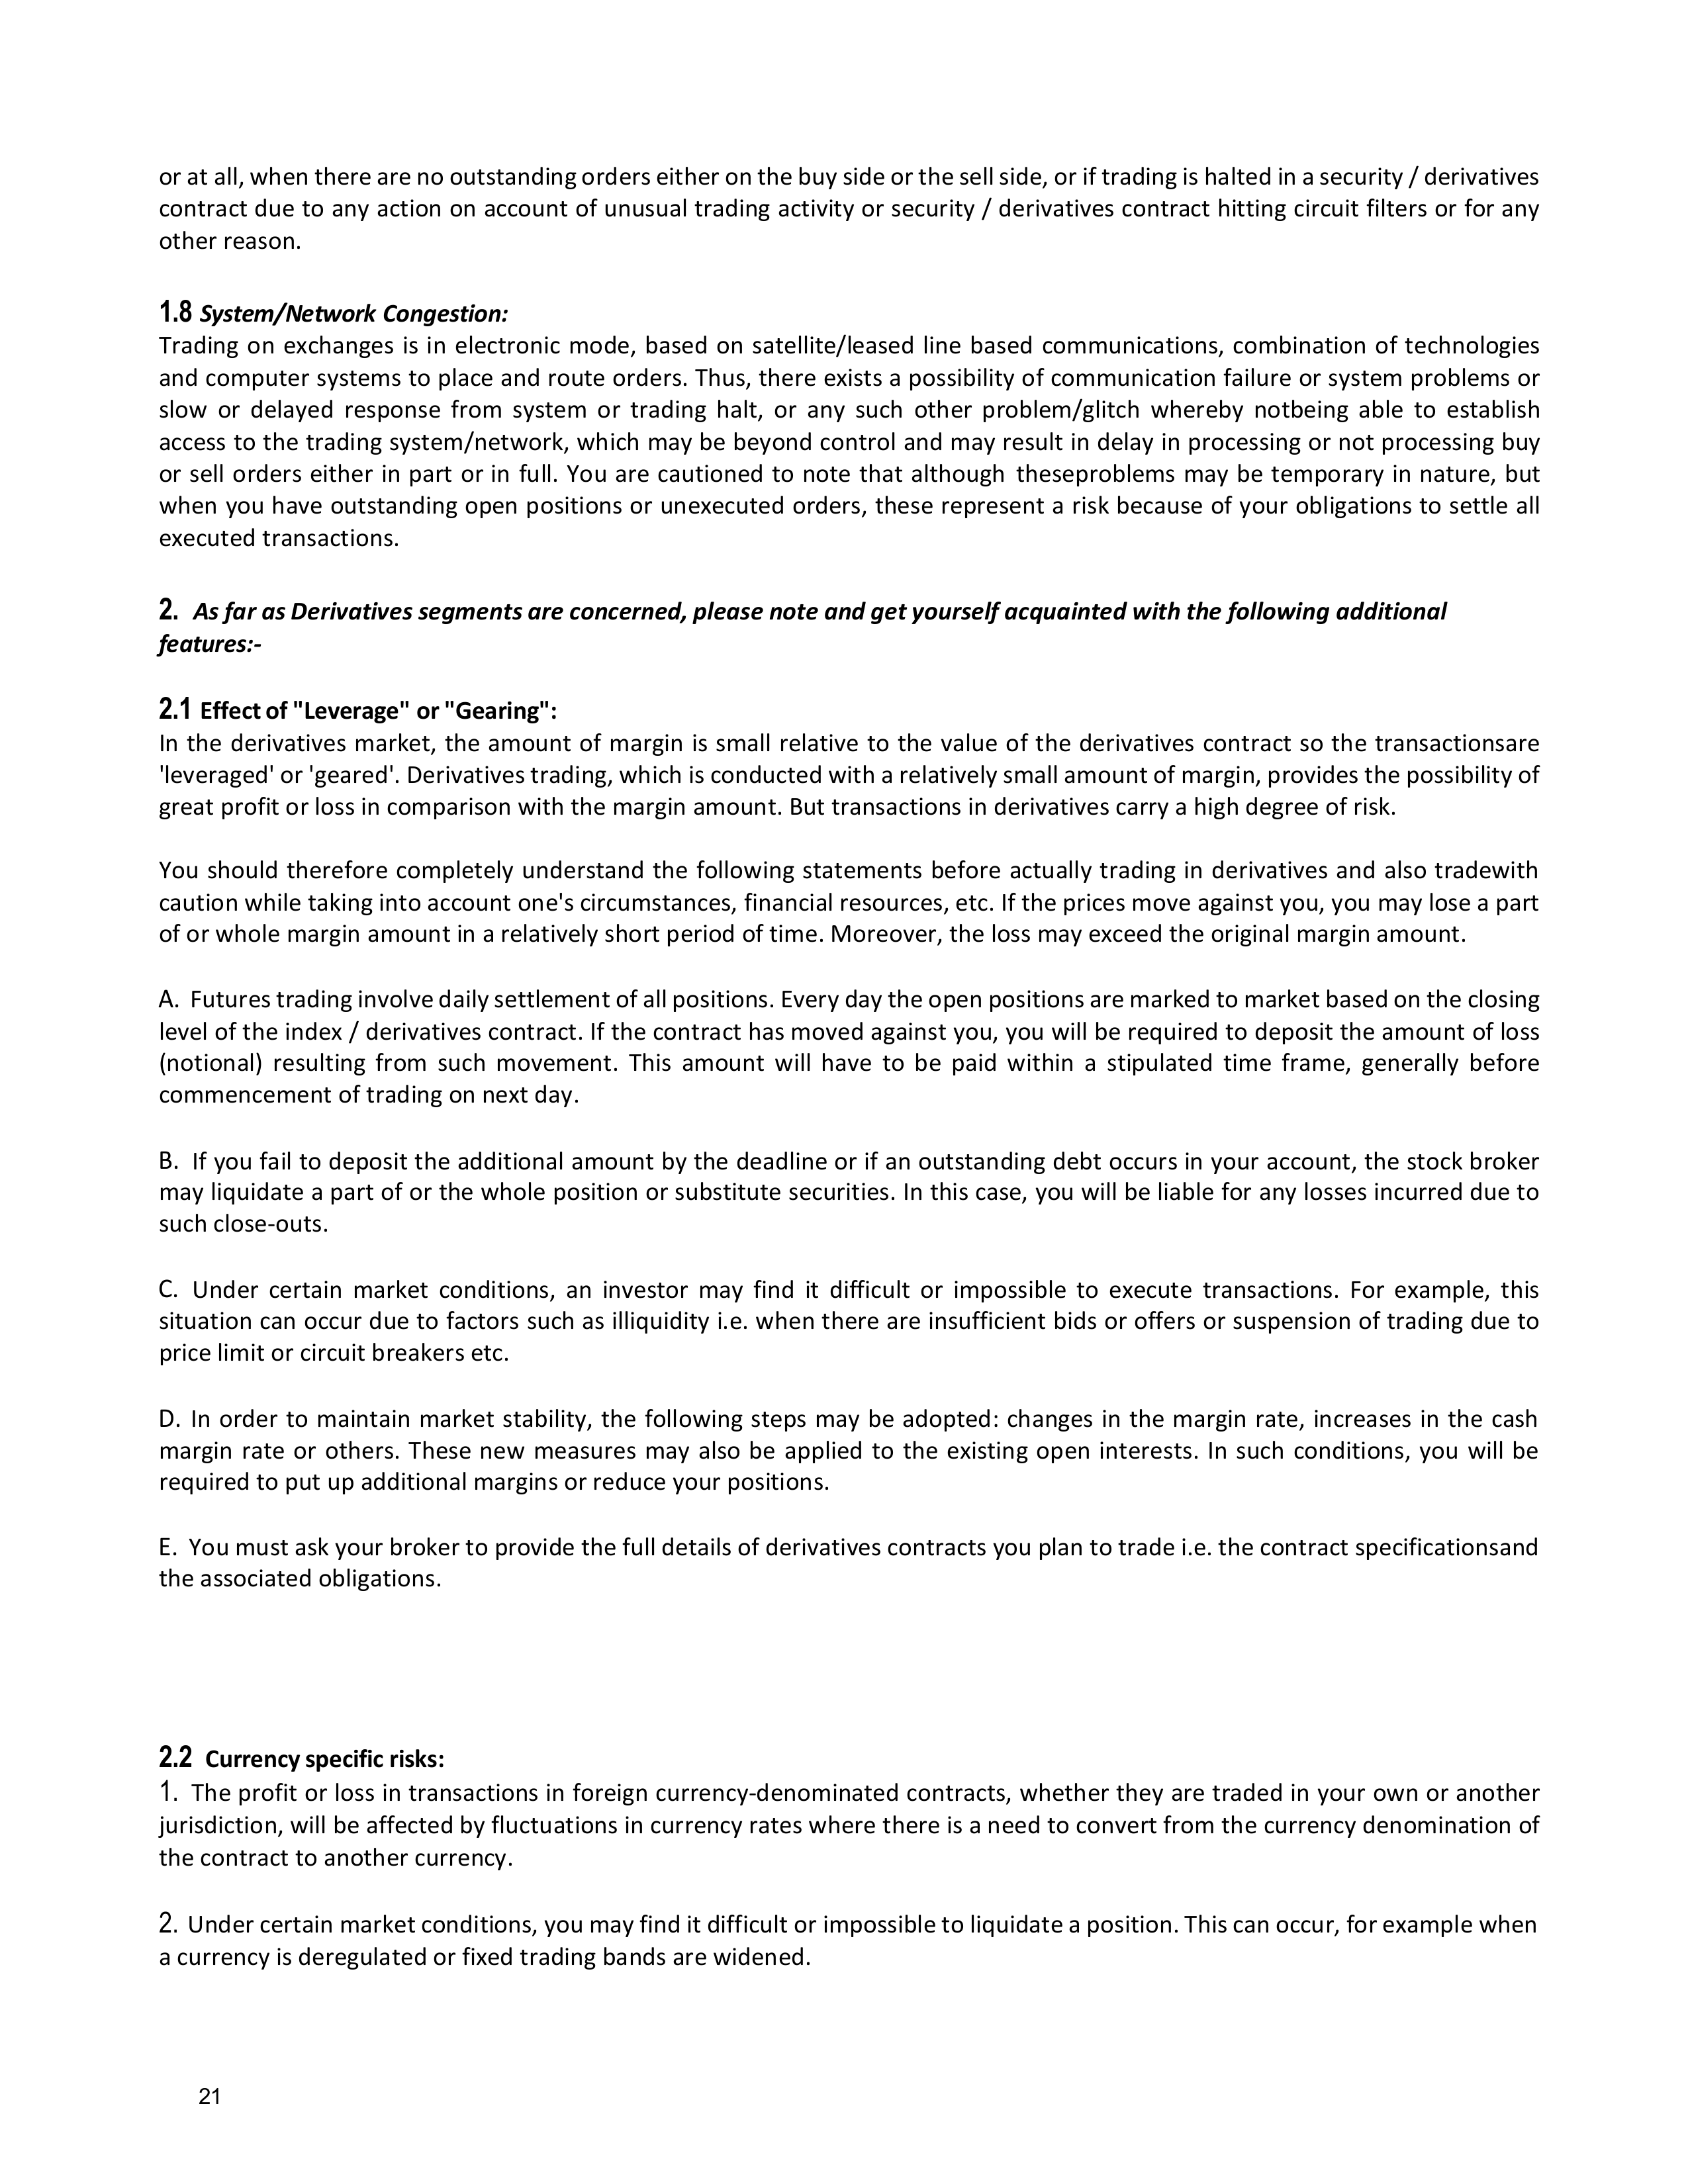 or at all, when there are no outstanding orders either on the buy side or the sell side, or if trading is halted in a security / derivatives
contract due to any action on account of unusual trading activity or security / derivatives contract hitting circuit filters or for any
other reason.
1.8 System/Network Congestion:
Trading on exchanges is in electronic mode, based on satellite/leased line based communications, combination of technologies
and computer systems to place and route orders. Thus, there exists a possibility of communication failure or system problems or
slow or delayed response from system or trading halt, or any such other problem/glitch whereby notbeing able to establish
access to the trading system/network, which may be beyond control and may result in delay in processing or not processing buy
or sell orders either in part or in full. You are cautioned to note that although theseproblems may be temporary in nature, but
when you have outstanding open positions or unexecuted orders, these represent a risk because of your obligations to settle all
executed transactions.
2. As far as Derivatives segments are concerned, please note and get yourself acquainted with the following additional
features:-
2.1 Effect of "Leverage" or "Gearing":
In the derivatives market, the amount of margin is small relative to the value of the derivatives contract so the transactionsare
'leveraged' or 'geared'. Derivatives trading, which is conducted with a relatively small amount of margin, provides the possibility of
great profit or loss in comparison with the margin amount. But transactions in derivatives carry a high degree of risk.
You should therefore completely understand the following statements before actually trading in derivatives and also tradewith
caution while taking into account one's circumstances, financial resources, etc. If the prices move against you, you may lose a part
of or whole margin amount in a relatively short period of time. Moreover, the loss may exceed the original margin amount.
A. Futures trading involve daily settlement of all positions. Every day the open positions are marked to market based on the closing
level of the index / derivatives contract. If the contract has moved against you, you will be required to deposit the amount of loss
(notional) resulting from such movement. This amount will have to be paid within a stipulated time frame, generally before
commencement of trading on next day.
B. If you fail to deposit the additional amount by the deadline or if an outstanding debt occurs in your account, the stock broker
may liquidate a part of or the whole position or substitute securities. In this case, you will be liable for any losses incurred due to
such close-outs.
C. Under certain market conditions, an investor may find it difficult or impossible to execute transactions. For example, this
situation can occur due to factors such as illiquidity i.e. when there are insufficient bids or offers or suspension of trading due to
price limit or circuit breakers etc.
D. In order to maintain market stability, the following steps may be adopted: changes in the margin rate, increases in the cash
margin rate or others. These new measures may also be applied to the existing open interests. In such conditions, you will be
required to put up additional margins or reduce your positions.
E. You must ask your broker to provide the full details of derivatives contracts you plan to trade i.e. the contract specificationsand
the associated obligations.
2.2 Currency specific risks:
1. The profit or loss in transactions in foreign currency-denominated contracts, whether they are traded in your own or another
jurisdiction, will be affected by fluctuations in currency rates where there is a need to convert from the currency denomination of
the contract to another currency.
2. Under certain market conditions, you may find it difficult or impossible to liquidate a position. This can occur, for example when
a currency is deregulated or fixed trading bands are widened.
21